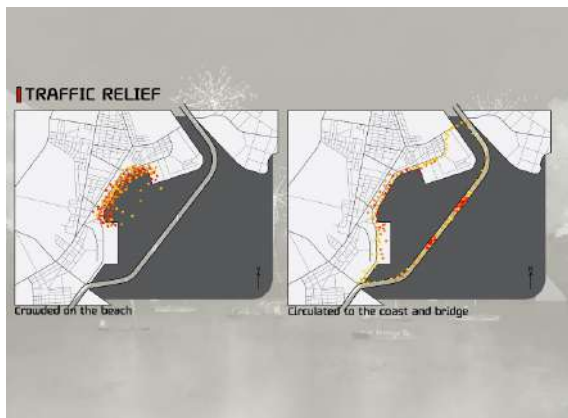 TRAFFIC RELIEF
Crowded on the beach
Circulated to the coast and bridge